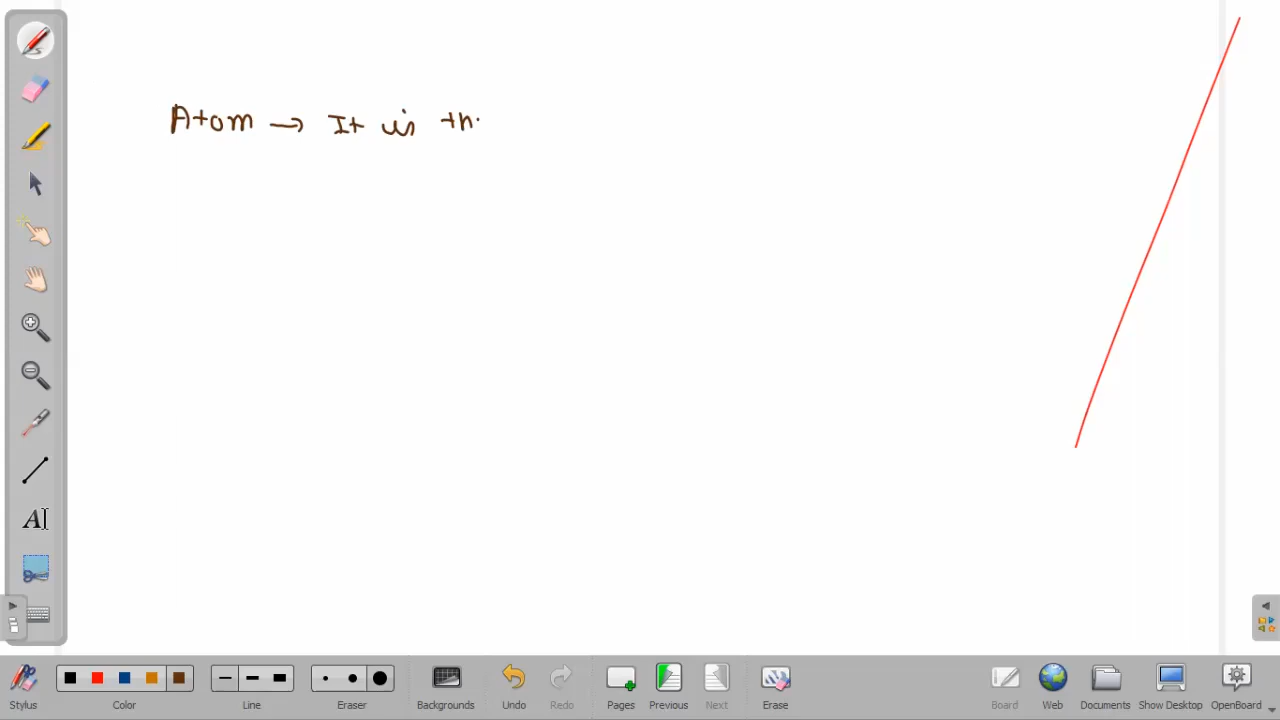 Atom → It is th
Stylus
Color
Line
Eraser
Backgrounds
Undo
Redo
Pages
Previous
Next
Erase
Board
Web
Documents
Show Desktop
OpenBoard